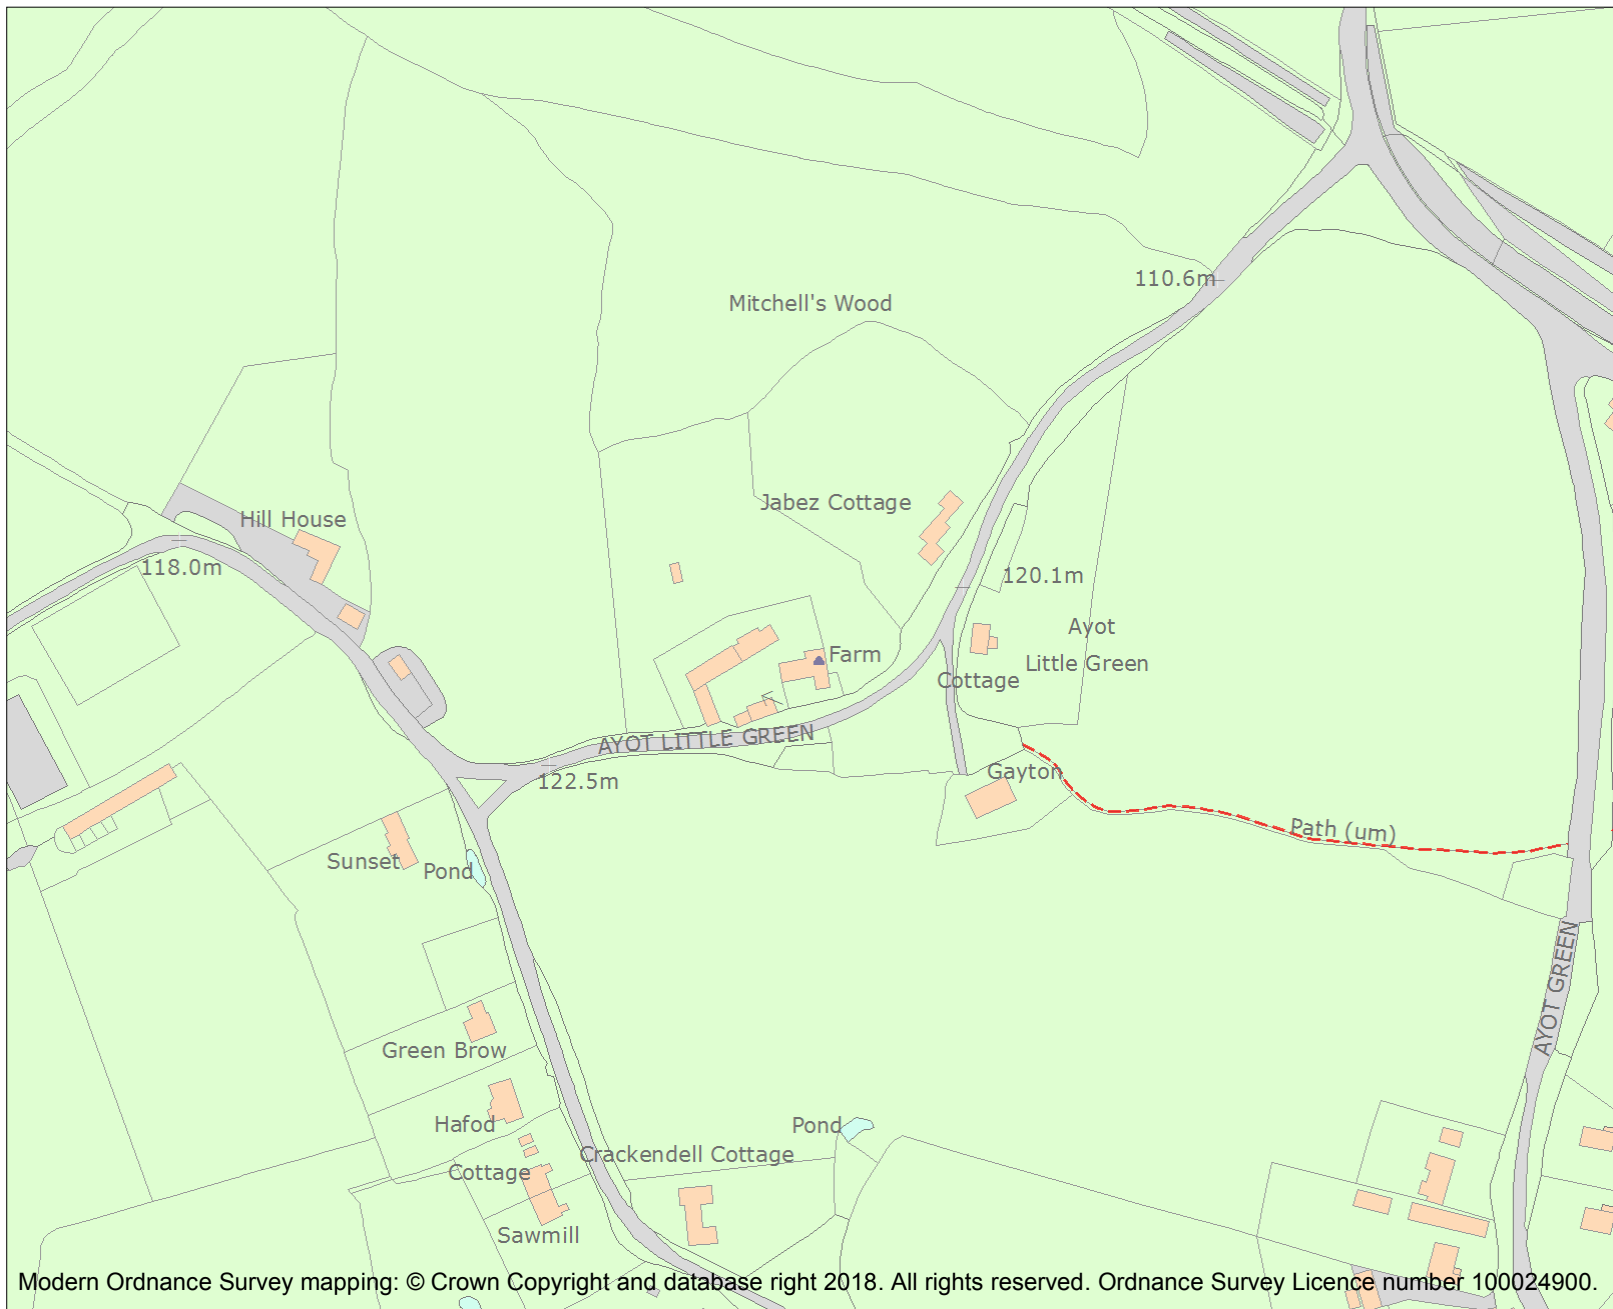 110.6m
Mitchell's Wood
Jabez Cottage
Hill House
118.0m
120.1m
Ayot
Little Green
Farm
Cottage
AYOT LITTLE GREEN
122.5m
Gayton
Path (um)
Sunset
Pond
AYOT GREEN
Green Brow
Hafod
Pond
Crackendell Cottage
Cottage
Sawmill
Modern Ordnance Survey mapping: © Crown Copyright and database right 2018. All rights reserved. Ordnance Survey Licence number 100024900.